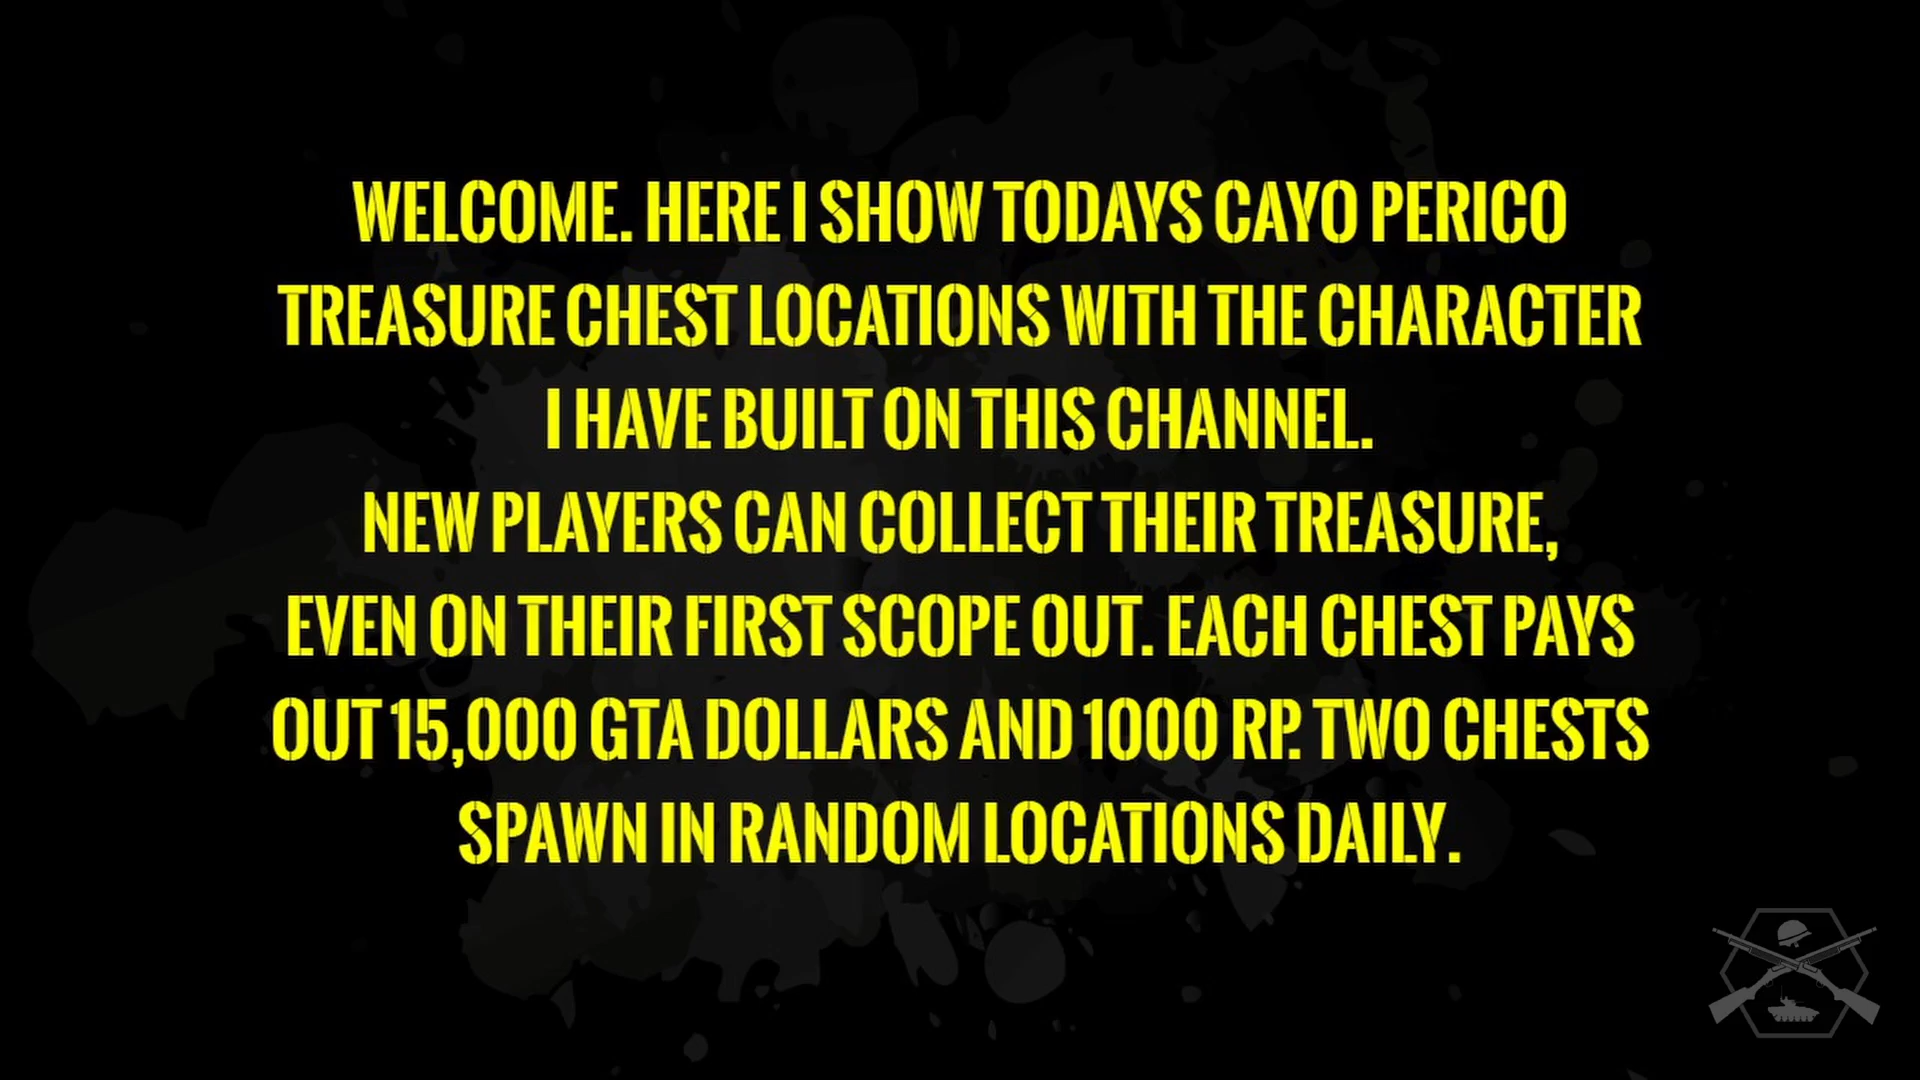 WELCOME. HERE I SHOW TODAYS CAYO PERICO
TREASURE CHEST LOCATIONS WITH THE CHARACTER
I HAVE BUILT ON THIS CHANNEL.
NEW PLAYERS CAN COLLECT THEIR TREASURE,
EVEN ON THEIR FIRST SCOPE OUT. EACH CHEST PAYS
OUT 15,000 GTA DOLLARS AND 1000 RP. TWO CHESTS
SPAWN IN RANDOM LOCATIONS DAILY.